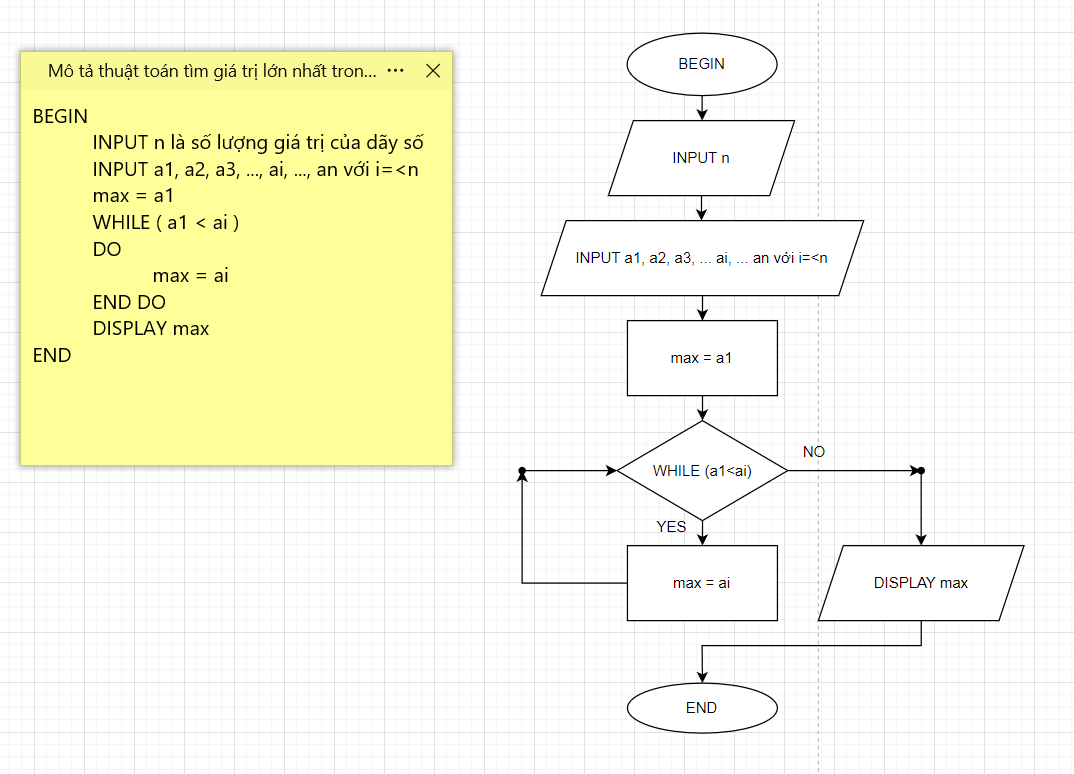 Mô tả thuật toán tìm giá trị lớn nhất tron...
BEGIN
INPUT n là số lượng giá trị của dãy số
INPUT a1, a2, a3, ..., ai, ..., an với i=<n
max = a1
WHILE ( a1 < ai )
DO
max = ai
END DO
DISPLAY max
END
BEGIN
INPUT n
INPUT a1, a2, a3, ... ai, ... an với i=<n
max = a1
WHILE (a1<ai)
NO
YES
max = ai
DISPLAY max
END